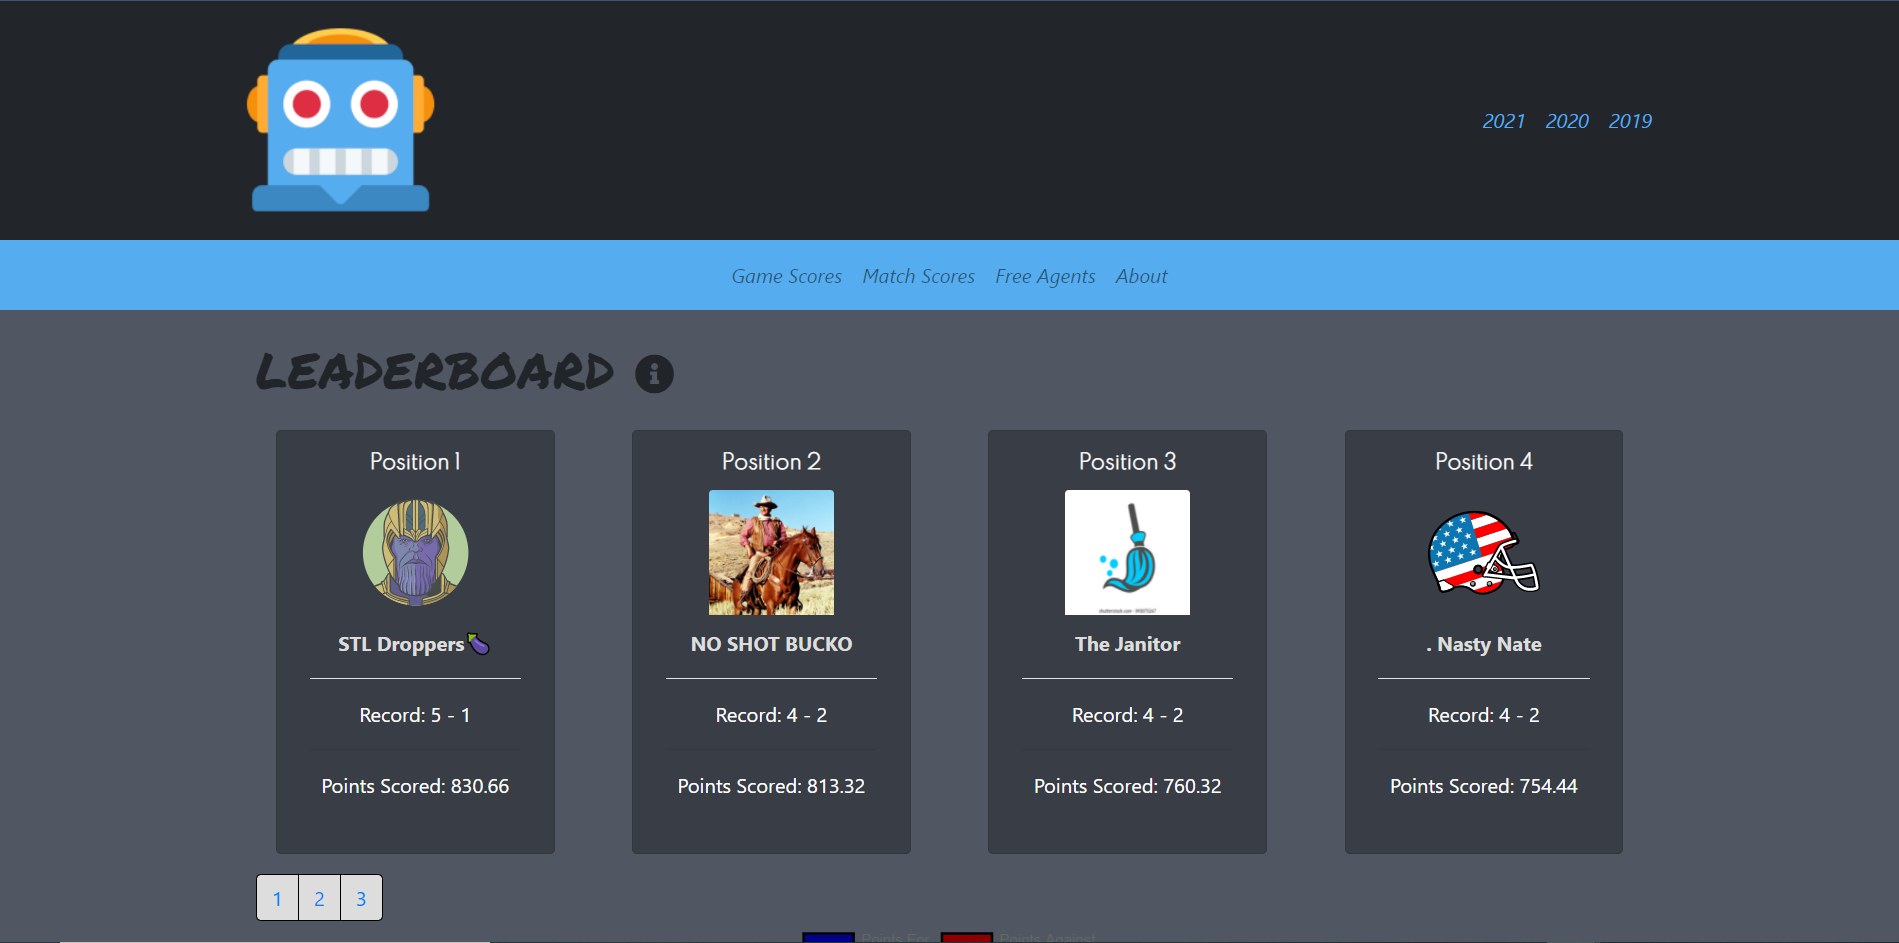 2021 2020 2019
Game Scores Match Scores Free Agents About
LEADERBOARD
Position 1
STL Droppers🍆
Record: 5 - 1
Points Scored: 830.66
Position 2
NO SHOT BUCKO
Record: 4 - 2
Points Scored: 813.32
Position 3
The Janitor
Record: 4 - 2
Points Scored: 760.32
Position 4
. Nasty Nate
Record: 4 - 2
Points Scored: 754.44
1 2 3
Points For Points Against